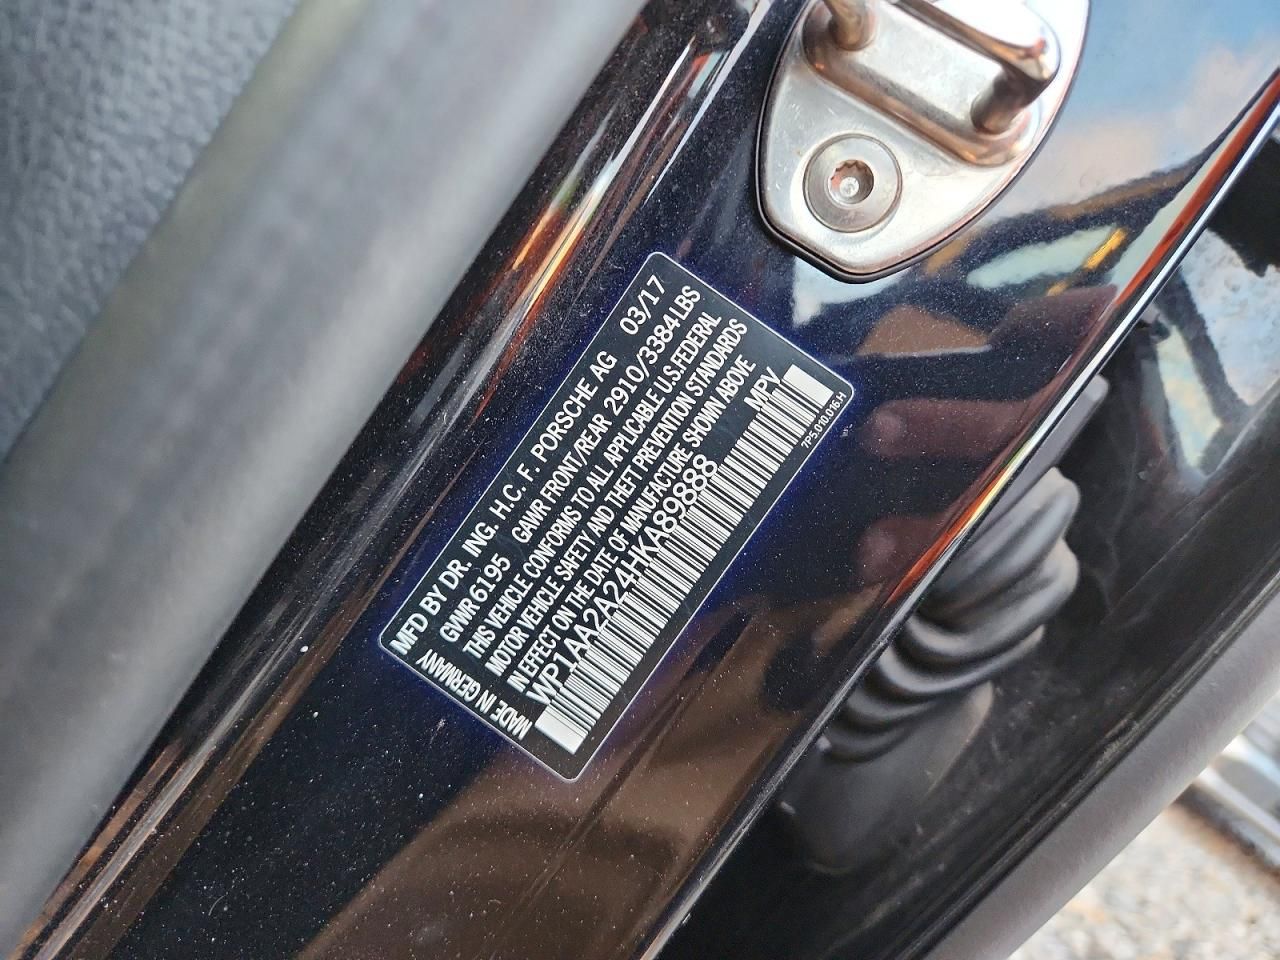 MFD BY DR. ING. H.C. F. PORSCHE AG 03/17
GVWR 6195 GAWR FRONT/REAR 2910/3384 LBS
THIS VEHICLE CONFORMS TO ALL APPLICABLE U.S.FEDERAL
MOTOR VEHICLE SAFETY AND THEFT PREVENTION STANDARDS
IN EFFECT ON THE DATE OF MANUFACTURE SHOWN ABOVE
WP1AA2A24HKA89888 MPV
MADE IN GERMANY
7P5.010.016.H